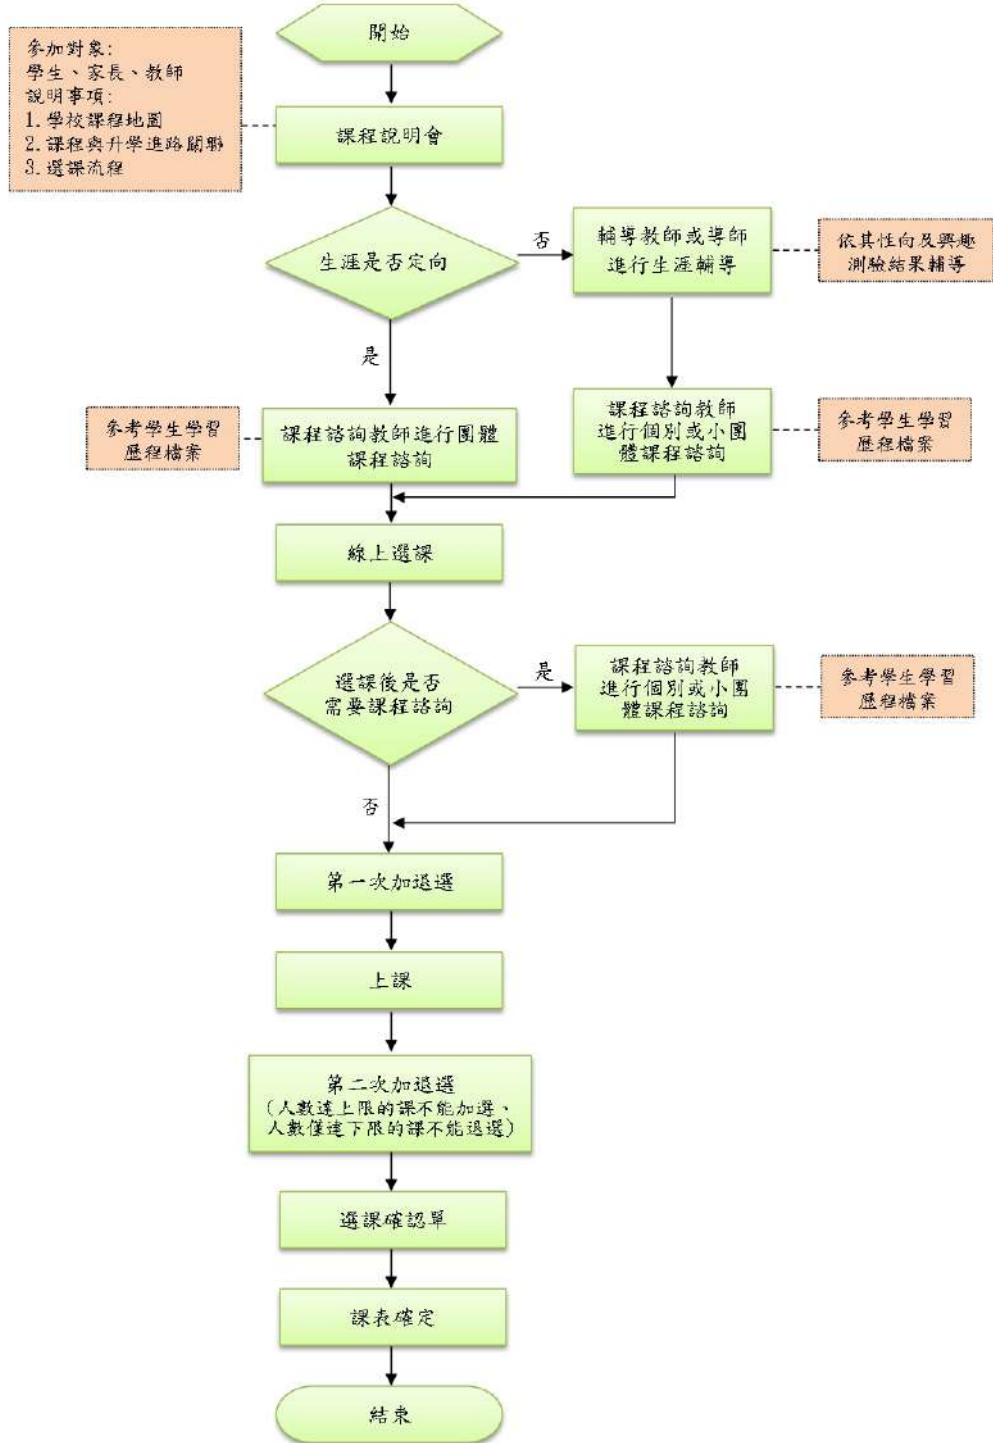 開始
參加對象:
學生、家長、教師
說明事項:
1.學校課程地圖
2.課程與升學進路關聯
3.選課流程
課程說明會
生涯是否定向
否
輔導教師或導師
進行生涯輔導
依其性向及興趣
測驗結果輔導
是
參考學生學習
歷程檔案
課程諮詢教師進行團體
課程諮詢
課程諮詢教師
進行個別或小團
體課程諮詢
參考學生學習
歷程檔案
線上選課
選課後是否
需要課程諮詢
是
課程諮詢教師
進行個別或小團
體課程諮詢
參考學生學習
歷程檔案
否
第一次加退選
上課
第二次加退選
(人數達上限的課不能加選、
人數僅達下限的課不能退選)
選課確認單
課表確定
結束